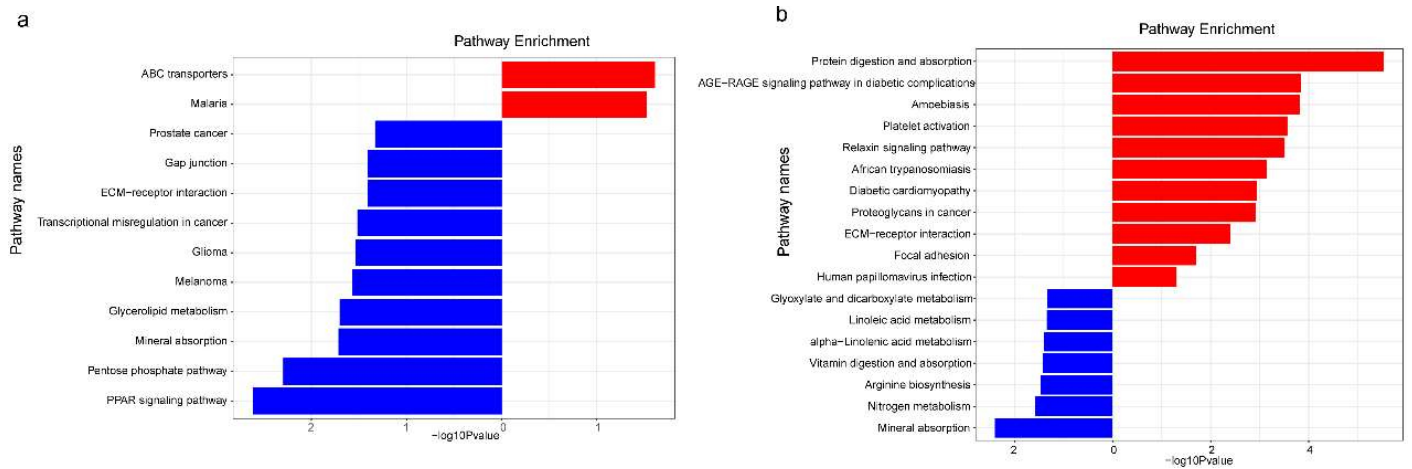 a
Pathway Enrichment
Pathway names
ABC transporters
Malaria
Prostate cancer
Gap junction
ECM−receptor interaction
Transcriptional misregulation in cancer
Glioma
Melanoma
Glycerolipid metabolism
Mineral absorption
Pentose phosphate pathway
PPAR signaling pathway
2 1 0 1
−log10Pvalue
b
Pathway Enrichment
Pathway names
Protein digestion and absorption
AGE−RAGE signaling pathway in diabetic complications
Amoebiasis
Platelet activation
Relaxin signaling pathway
African trypanosomiasis
Diabetic cardiomyopathy
Proteoglycans in cancer
ECM−receptor interaction
Focal adhesion
Human papillomavirus infection
Glyoxylate and dicarboxylate metabolism
Linoleic acid metabolism
alpha−Linolenic acid metabolism
Vitamin digestion and absorption
Arginine biosynthesis
Nitrogen metabolism
Mineral absorption
2 0 2 4
−log10Pvalue